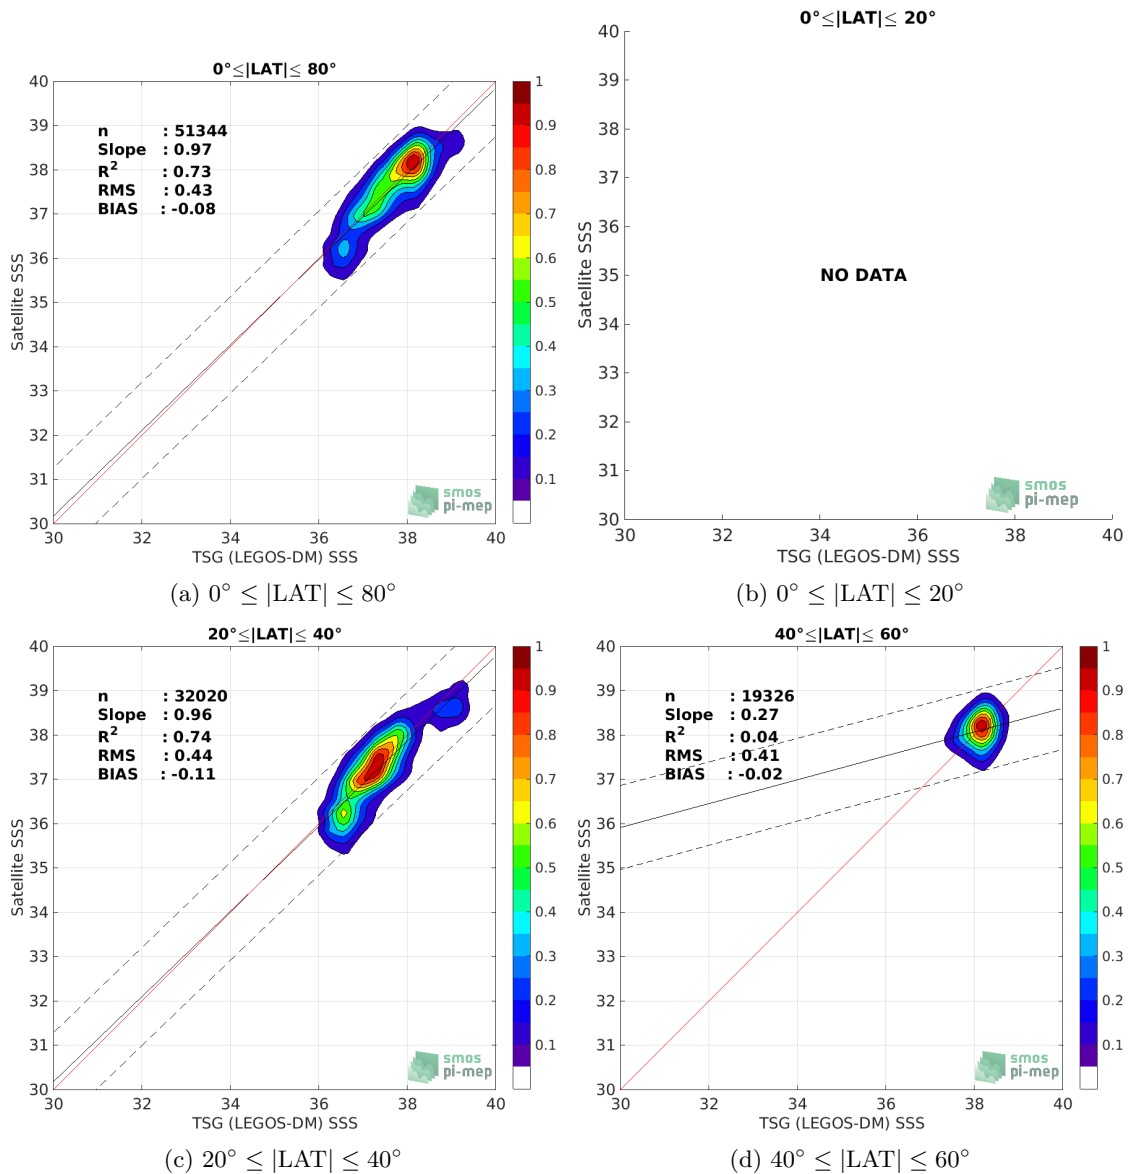 0°≤|LAT|≤ 80°
40
39
38
37
36
35
34
33
32
31
30
Satellite SSS
n : 51344
Slope : 0.97
R² : 0.73
RMS : 0.43
BIAS : -0.08
smos
pi-mep
30 32 34 36 38 40
TSG (LEGOS-DM) SSS
1
0.9
0.8
0.7
0.6
0.5
0.4
0.3
0.2
0.1
(a) 0° ≤ |LAT| ≤ 80°
0°≤|LAT|≤ 20°
40
39
38
37
36
35
34
33
32
31
30
Satellite SSS
NO DATA
smos
pi-mep
30 32 34 36 38 40
TSG (LEGOS-DM) SSS
(b) 0° ≤ |LAT| ≤ 20°
20°≤|LAT|≤ 40°
40
39
38
37
36
35
34
33
32
31
30
Satellite SSS
n : 32020
Slope : 0.96
R² : 0.74
RMS : 0.44
BIAS : -0.11
smos
pi-mep
30 32 34 36 38 40
TSG (LEGOS-DM) SSS
1
0.9
0.8
0.7
0.6
0.5
0.4
0.3
0.2
0.1
(c) 20° ≤ |LAT| ≤ 40°
40°≤|LAT|≤ 60°
40
39
38
37
36
35
34
33
32
31
30
Satellite SSS
n : 19326
Slope : 0.27
R² : 0.04
RMS : 0.41
BIAS : -0.02
smos
pi-mep
30 32 34 36 38 40
TSG (LEGOS-DM) SSS
1
0.9
0.8
0.7
0.6
0.5
0.4
0.3
0.2
0.1
(d) 40° ≤ |LAT| ≤ 60°